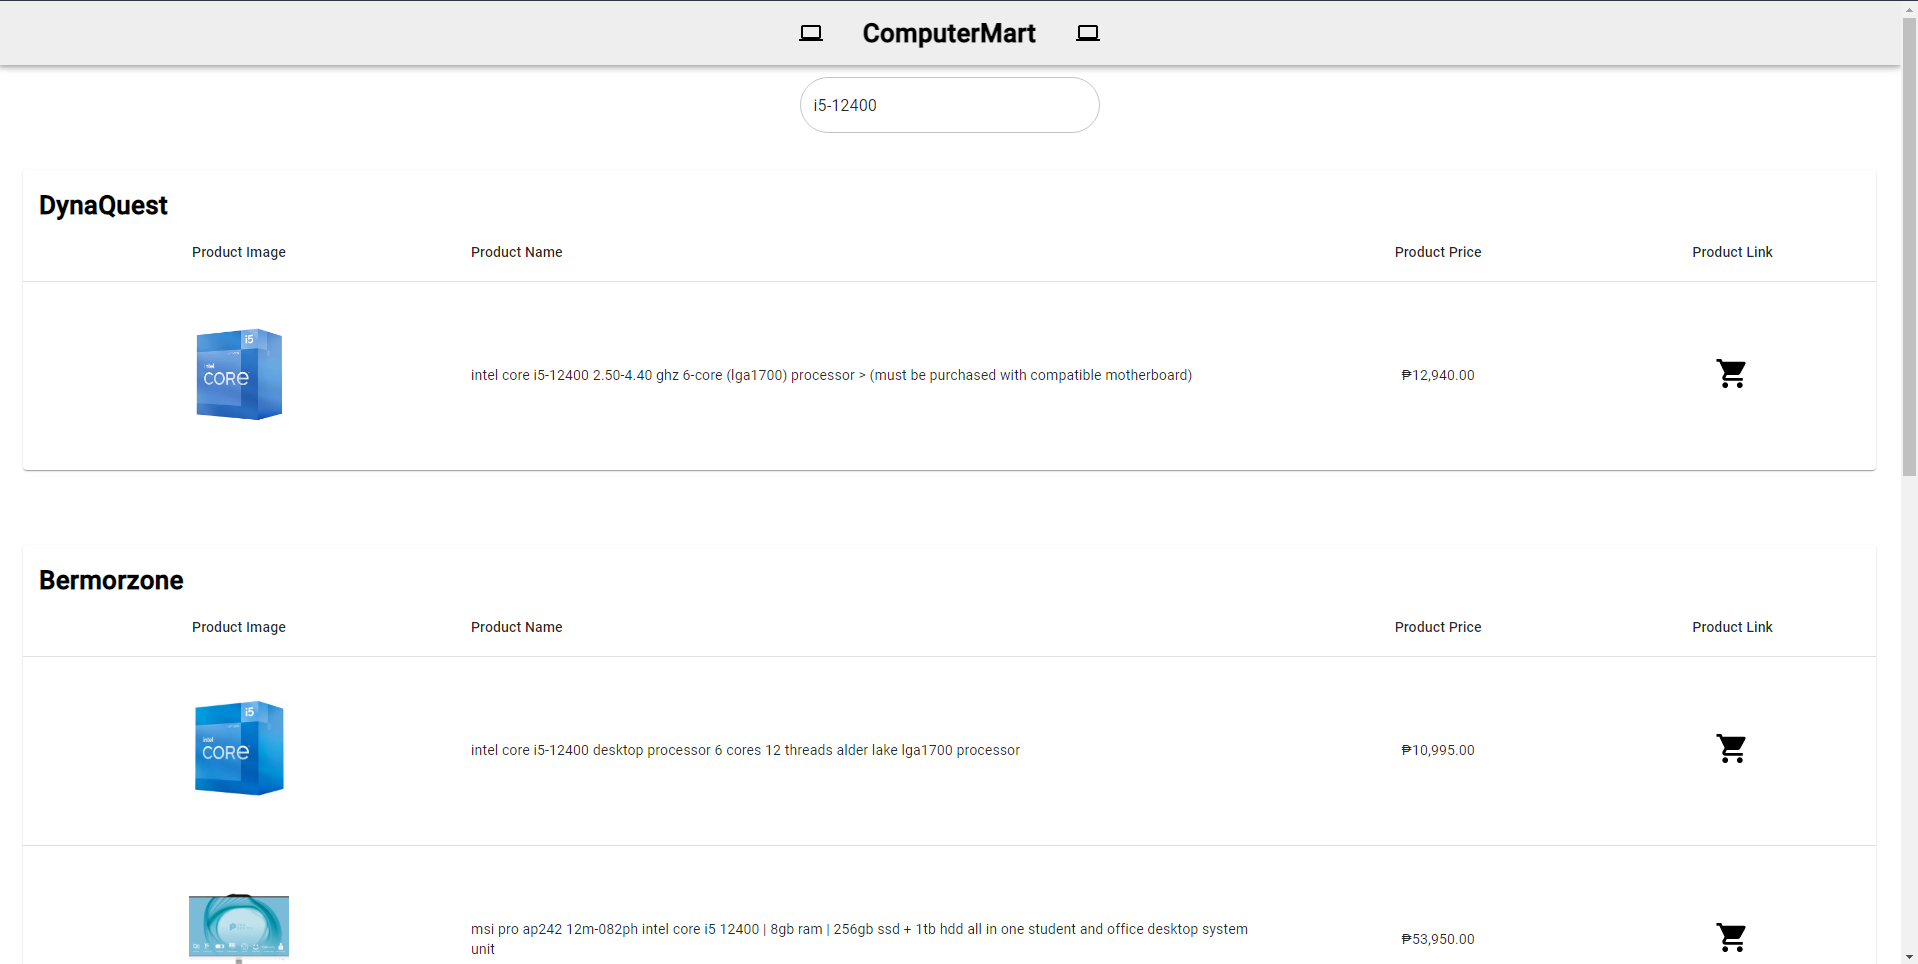 ComputerMart
i5-12400
DynaQuest
Product Image Product Name Product Price Product Link
i5
intel
CORE
intel core i5-12400 2.50-4.40 ghz 6-core (lga1700) processor > (must be purchased with compatible motherboard) ₱12,940.00
Bermorzone
Product Image Product Name Product Price Product Link
i5
intel
CORE
intel core i5-12400 desktop processor 6 cores 12 threads alder lake lga1700 processor ₱10,995.00
msi pro ap242 12m-082ph intel core i5 12400 | 8gb ram | 256gb ssd + 1tb hdd all in one student and office desktop system
unit
₱53,950.00